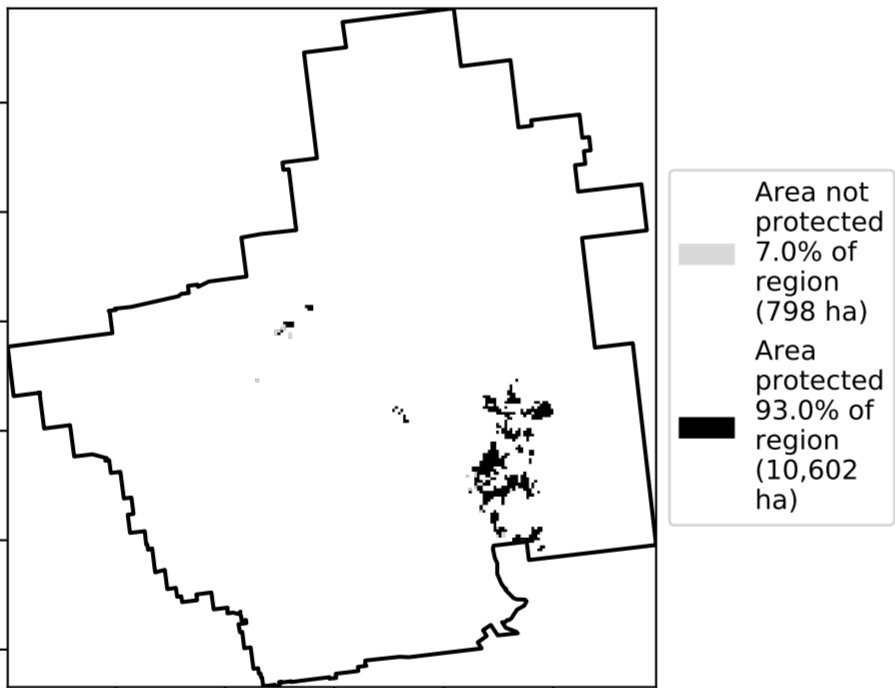 Area not
protected
7.0% of
region
(798 ha)
Area
protected
93.0% of
region
(10,602
ha)